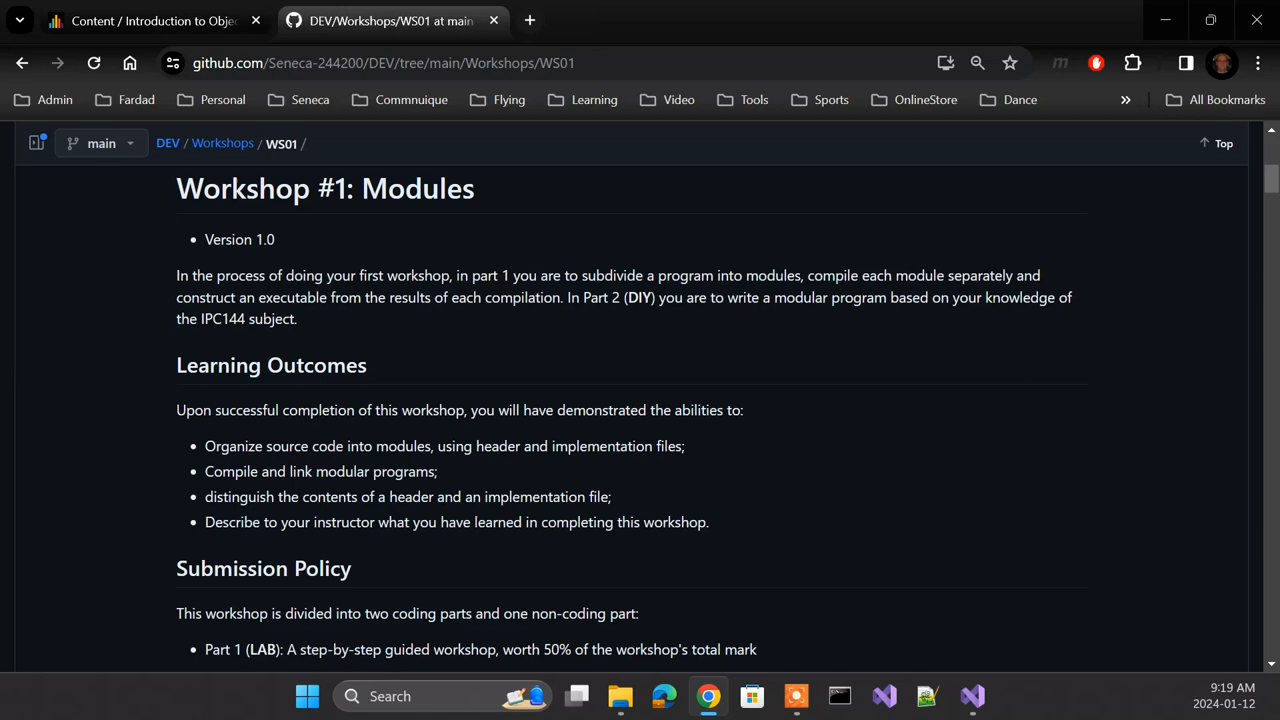 Content / Introduction to Objec
DEV/Workshops/WS01 at main
github.com/Seneca-244200/DEV/tree/main/Workshops/WS01
Admin Fardad Personal Seneca Commnuique Flying Learning Video Tools Sports OnlineStore Dance » All Bookmarks
main DEV / Workshops / WS01 / Top
Workshop #1: Modules
• Version 1.0
In the process of doing your first workshop, in part 1 you are to subdivide a program into modules, compile each module separately and
construct an executable from the results of each compilation. In Part 2 (DIY) you are to write a modular program based on your knowledge of
the IPC144 subject.
Learning Outcomes
Upon successful completion of this workshop, you will have demonstrated the abilities to:
• Organize source code into modules, using header and implementation files;
• Compile and link modular programs;
• distinguish the contents of a header and an implementation file;
• Describe to your instructor what you have learned in completing this workshop.
Submission Policy
This workshop is divided into two coding parts and one non-coding part:
• Part 1 (LAB): A step-by-step guided workshop, worth 50% of the workshop's total mark
Search
9:19 AM
2024-01-12